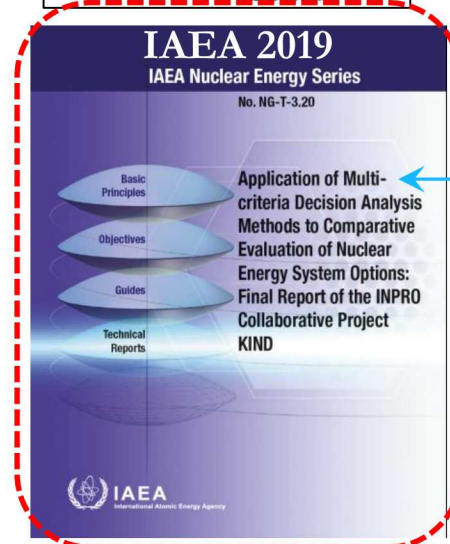 IAEA 2019
IAEA Nuclear Energy Series
No. NG-T-3.20
Basic
Principles
Objectives
Guides
Technical
Reports
Application of Multi-
criteria Decision Analysis
Methods to Comparative
Evaluation of Nuclear
Energy System Options:
Final Report of the INPRO
Collaborative Project
KIND
IAEA
International Atomic Energy Agency